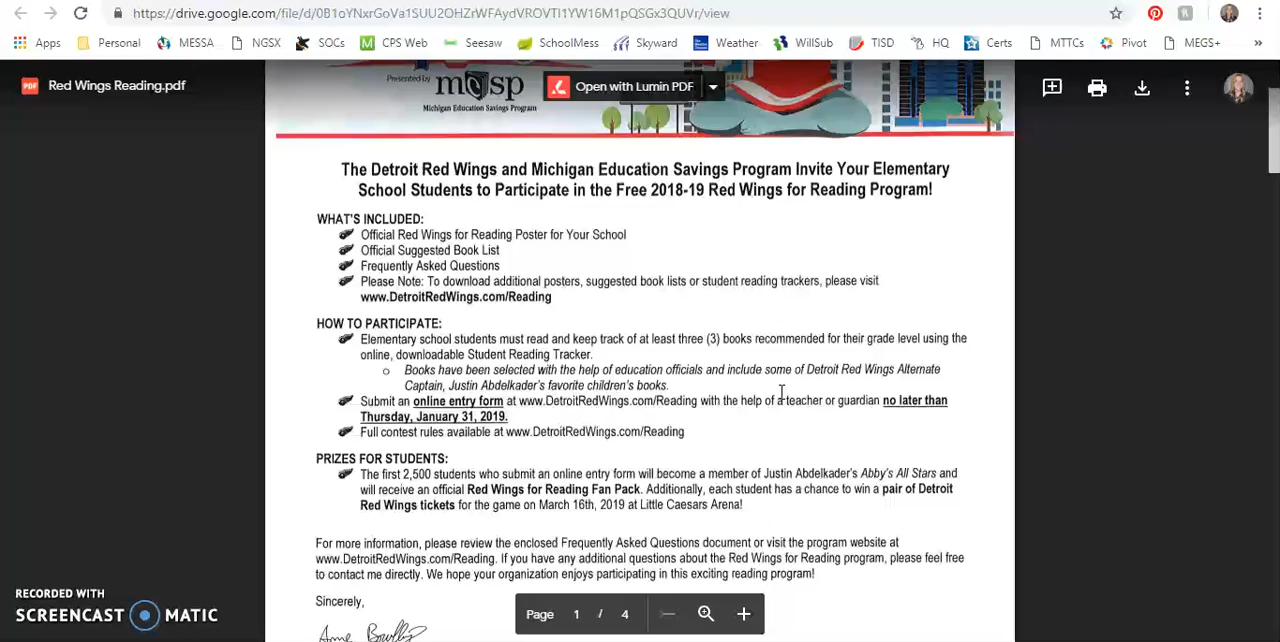 https://drive.google.com/file/d/0B1oYNxrGoVa1SUU2OHZrWFAydVROVTI1YW16M1pQSGx3QUVr/view
Apps Personal MESSA NGSX SOCs M CPS Web Seesaw SchoolMess Skyward Weather WillSub TISD HQ Certs MTTCs Pivot MEGS+ »
PDF Red Wings Reading.pdf
Presented by mesp
Michigan Education Savings Program
Open with Lumin PDF
The Detroit Red Wings and Michigan Education Savings Program Invite Your Elementary
School Students to Participate in the Free 2018-19 Red Wings for Reading Program!
WHAT'S INCLUDED:
Official Red Wings for Reading Poster for Your School
Official Suggested Book List
Frequently Asked Questions
Please Note: To download additional posters, suggested book lists or student reading trackers, please visit
www.DetroitRedWings.com/Reading
HOW TO PARTICIPATE:
Elementary school students must read and keep track of at least three (3) books recommended for their grade level using the
online, downloadable Student Reading Tracker.
o Books have been selected with the help of education officials and include some of Detroit Red Wings Alternate
Captain, Justin Abdelkader's favorite children's books.
Submit an online entry form at www.DetroitRedWings.com/Reading with the help of a teacher or guardian no later than
Thursday, January 31, 2019.
Full contest rules available at www.DetroitRedWings.com/Reading
PRIZES FOR STUDENTS:
The first 2,500 students who submit an online entry form will become a member of Justin Abdelkader's Abby's All Stars and
will receive an official Red Wings for Reading Fan Pack. Additionally, each student has a chance to win a pair of Detroit
Red Wings tickets for the game on March 16th, 2019 at Little Caesars Arena!
For more information, please review the enclosed Frequently Asked Questions document or visit the program website at
www.DetroitRedWings.com/Reading. If you have any additional questions about the Red Wings for Reading program, please feel free
to contact me directly. We hope your organization enjoys participating in this exciting reading program!
Sincerely,
Page 1 / 4
RECORDED WITH
SCREENCAST MATIC